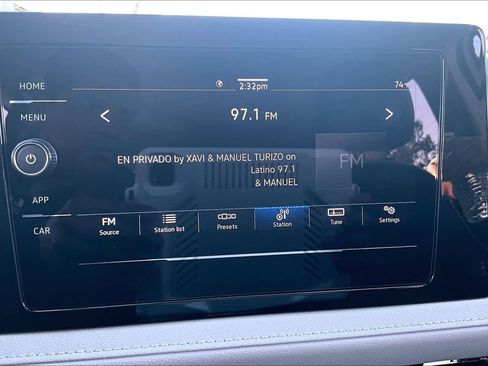 HOME
2:32pm
74
MENU
97.1 FM
EN PRIVADO by XAVI & MANUEL TURIZO on
Latino 97.1
& MANUEL
FM
APP
CAR
FM
Source
Station list
Presets
Station
Tune
Settings